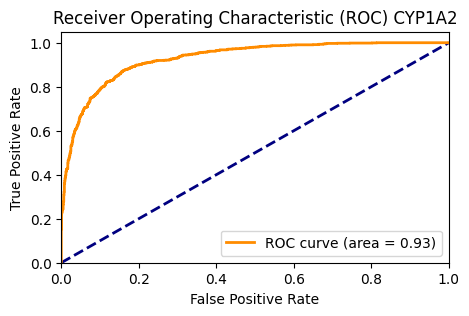 Receiver Operating Characteristic (ROC) CYP1A2
1.0
0.8
0.6
0.4
0.2
0.0
True Positive Rate
ROC curve (area = 0.93)
0.0 0.2 0.4 0.6 0.8 1.0
False Positive Rate